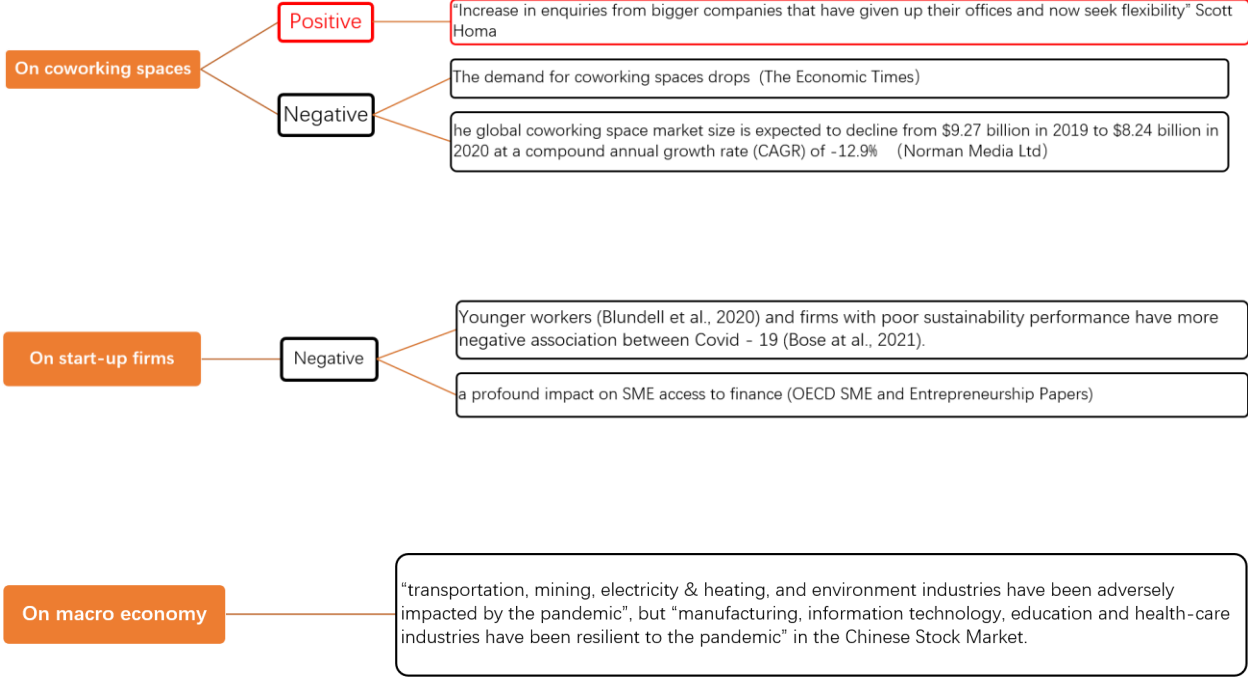 Positive
“Increase in enquiries from bigger companies that have given up their offices and now seek flexibility” Scott
Homa
On coworking spaces
Negative
The demand for coworking spaces drops (The Economic Times)
he global coworking space market size is expected to decline from $9.27 billion in 2019 to $8.24 billion in
2020 at a compound annual growth rate (CAGR) of -12.9% (Norman Media Ltd)
On start-up firms
Negative
Younger workers (Blundell et al., 2020) and firms with poor sustainability performance have more
negative association between Covid - 19 (Bose at al., 2021).
a profound impact on SME access to finance (OECD SME and Entrepreneurship Papers)
On macro economy
“transportation, mining, electricity & heating, and environment industries have been adversely
impacted by the pandemic”, but “manufacturing, information technology, education and health-care
industries have been resilient to the pandemic” in the Chinese Stock Market.